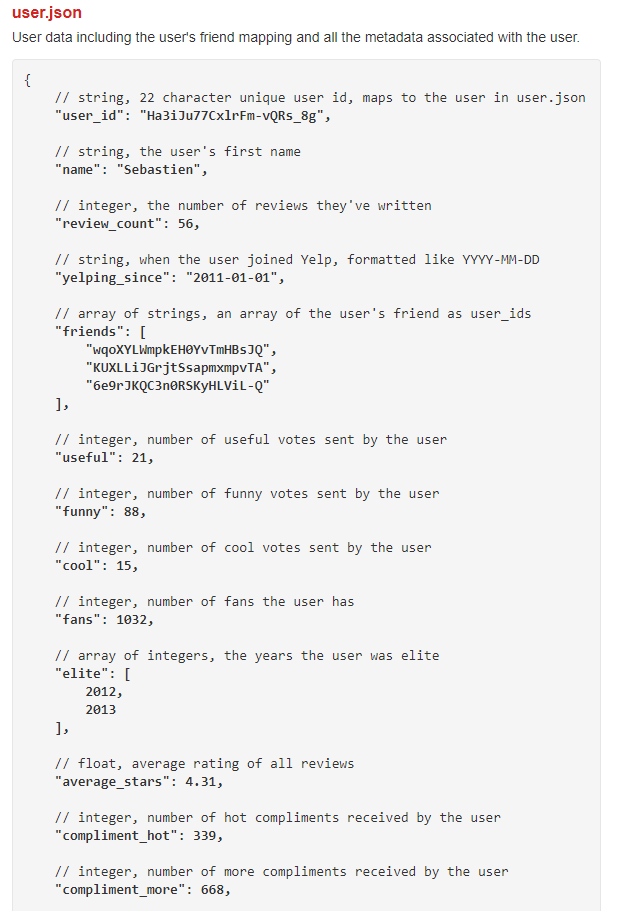 user.json
User data including the user's friend mapping and all the metadata associated with the user.
{
    // string, 22 character unique user id, maps to the user in user.json
    "user_id": "Ha3iJu77CxlrFm-vQRs_8g",

    // string, the user's first name
    "name": "Sebastien",

    // integer, the number of reviews they've written
    "review_count": 56,

    // string, when the user joined Yelp, formatted like YYYY-MM-DD
    "yelping_since": "2011-01-01",

    // array of strings, an array of the user's friend as user_ids
    "friends": [
        "wqoXYLWmpkEH0YvTmHBsJQ",
        "KUXLLiJGrjtSsapmxmpvTA",
        "6e9rJKQC3n0RSKyHLViL-Q"
    ],

    // integer, number of useful votes sent by the user
    "useful": 21,

    // integer, number of funny votes sent by the user
    "funny": 88,

    // integer, number of cool votes sent by the user
    "cool": 15,

    // integer, number of fans the user has
    "fans": 1032,

    // array of integers, the years the user was elite
    "elite": [
        2012,
        2013
    ],

    // float, average rating of all reviews
    "average_stars": 4.31,

    // integer, number of hot compliments received by the user
    "compliment_hot": 339,

    // integer, number of more compliments received by the user
    "compliment_more": 668,